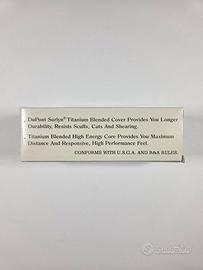 • DuPont Surlyn® Titanium Blended Cover Provides You Longer
Durability, Resists Scuffs, Cuts And Shearing.
• Titanium Blended High Energy Core Provides You Maximum
Distance And Responsive, High Performance Feel.
CONFORMS WITH U.S.G.A. AND R&A RULES.
subito